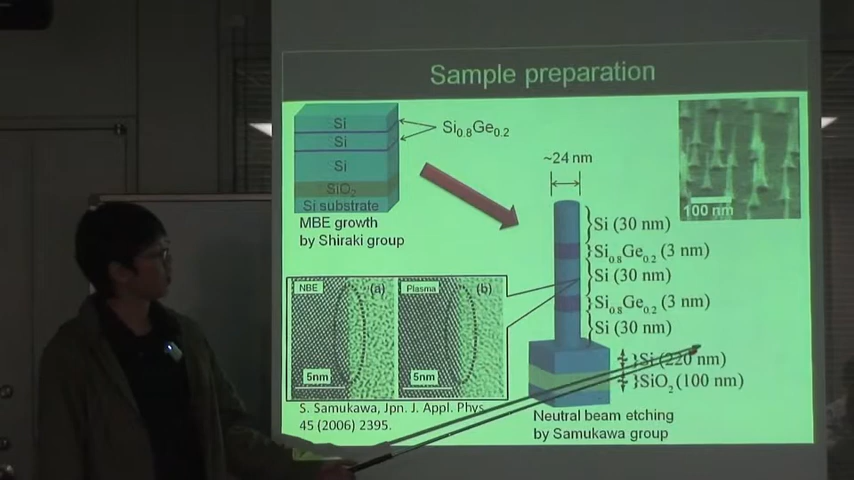 Sample preparation
Si
Si
Si
SiO2
Si substrate
Si0.8Ge0.2
MBE growth
by Shiraki group
~24 nm
100 nm
Si (30 nm)
Si0.8Ge0.2 (3 nm)
Si (30 nm)
Si0.8Ge0.2 (3 nm)
Si (30 nm)
Si (220 nm)
SiO2 (100 nm)
NBE
(a)
5nm
Plasma
(b)
5nm
S. Samukawa, Jpn. J. Appl. Phys.
45 (2006) 2395.
Neutral beam etching
by Samukawa group